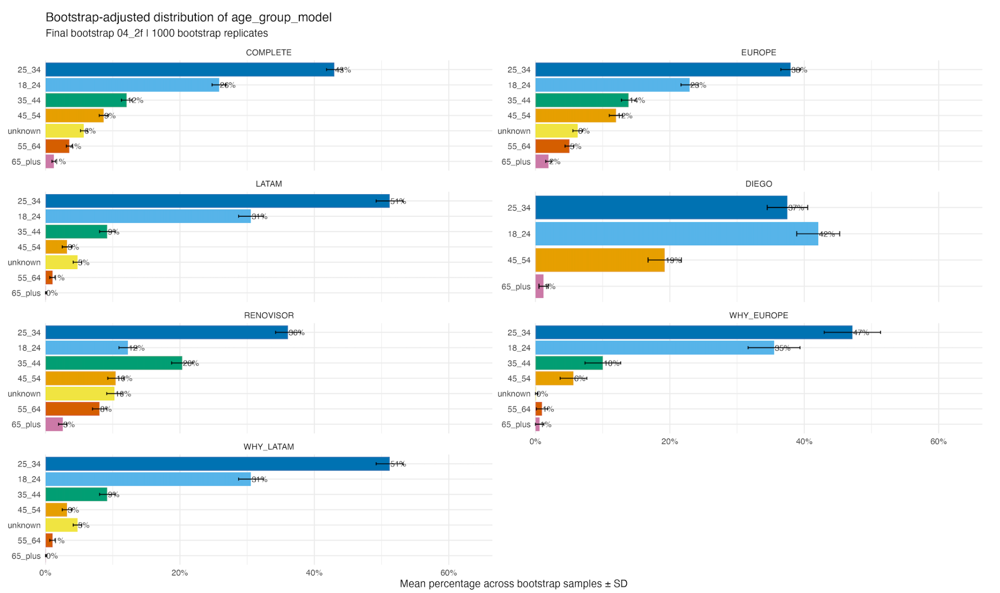 Bootstrap-adjusted distribution of age_group_model
Final bootstrap 04_2f | 1000 bootstrap replicates
COMPLETE
25_34 43%
18_24 26%
35_44 12%
45_54 9%
unknown 6%
55_64 4%
65_plus 1%
EUROPE
25_34 38%
18_24 23%
35_44 14%
45_54 12%
unknown 6%
55_64 5%
65_plus 2%
LATAM
25_34 51%
18_24 31%
35_44 9%
45_54 3%
unknown 5%
55_64 1%
65_plus 0%
DIEGO
25_34 37%
18_24 42%
45_54 19%
65_plus 1%
RENOVISOR
25_34 36%
18_24 12%
35_44 20%
45_54 10%
unknown 10%
55_64 8%
65_plus 3%
WHY_EUROPE
25_34 47%
18_24 35%
35_44 10%
45_54 6%
unknown 0%
55_64 1%
65_plus 1%
0% 20% 40% 60%
WHY_LATAM
25_34 51%
18_24 31%
35_44 9%
45_54 3%
unknown 5%
55_64 1%
65_plus 0%
0% 20% 40% 60%
Mean percentage across bootstrap samples ± SD